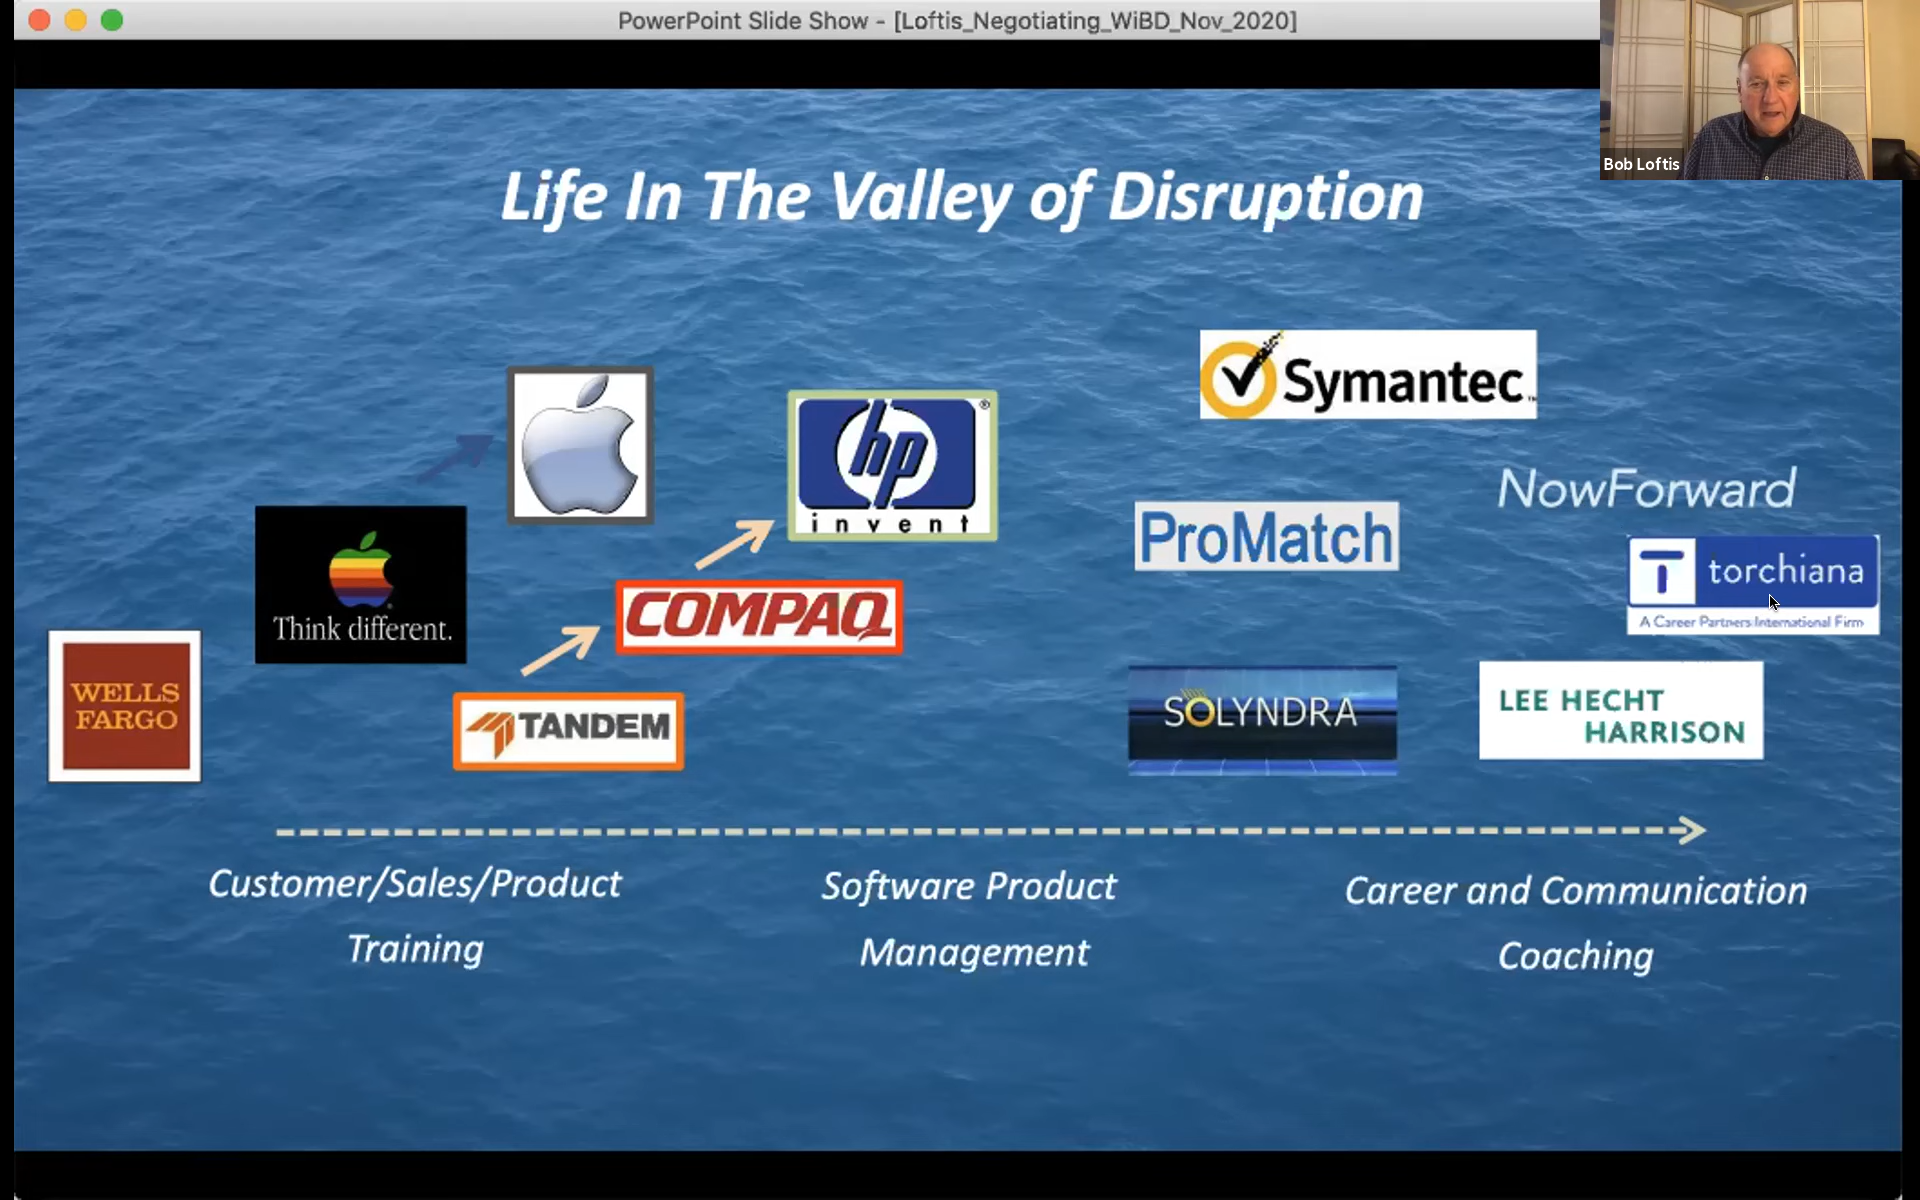 PowerPoint Slide Show - [Loftis_Negotiating_WiBD_Nov_2020]
Bob Loftis
Life In The Valley of Disruption
Symantec™
hp®
invent
NowForward
ProMatch
torchiana
A Career Partners International Firm
Think different.
COMPAQ
WELLS
FARGO
TANDEM
SOLYNDRA
LEE HECHT
HARRISON
Customer/Sales/Product
Training
Software Product
Management
Career and Communication
Coaching